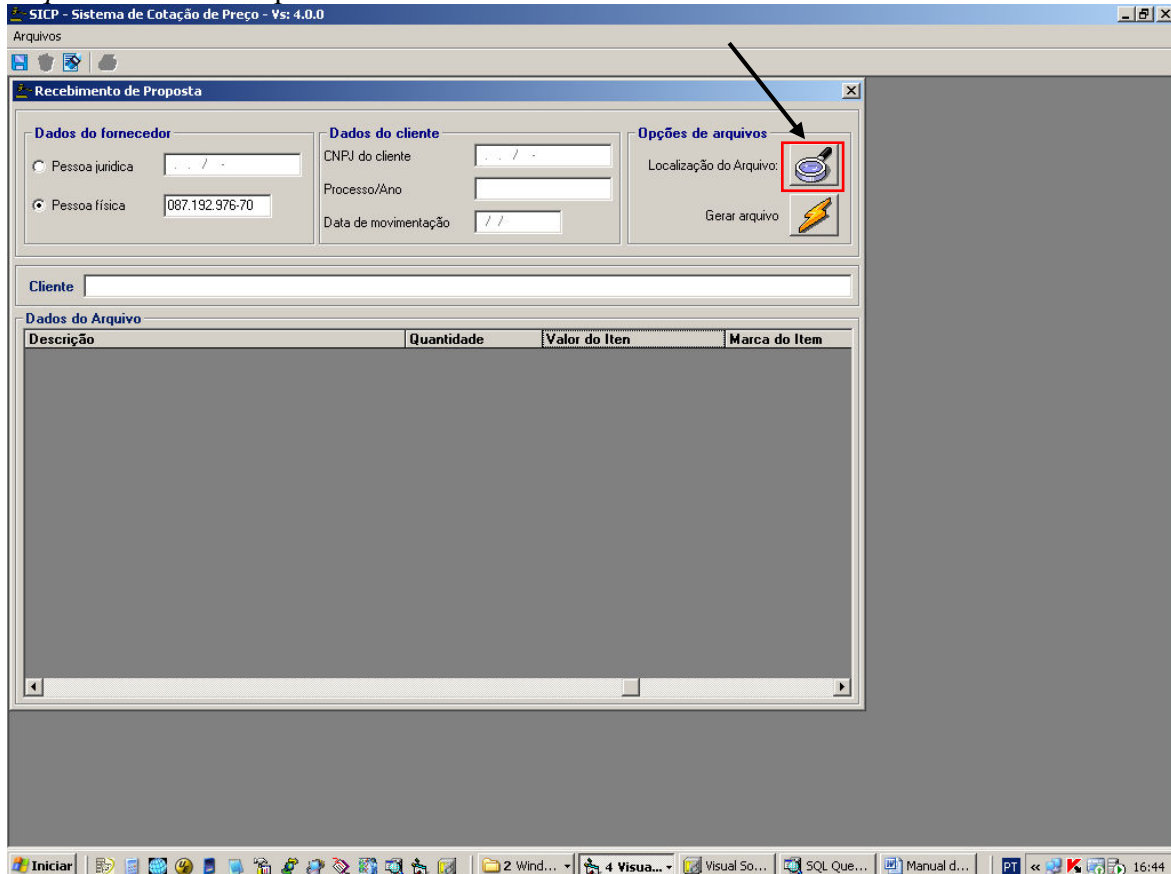 SICP - Sistema de Cotação de Preço - Vs: 4.0.0
Arquivos
Recebimento de Proposta
Dados do fornecedor
Pessoa juridica . . / -
Pessoa física 087.192.976-70
Dados do cliente
CNPJ do cliente . . / -
Processo/Ano
Data de movimentação / /
Opções de arquivos
Localização do Arquivo:
Gerar arquivo
Cliente
Dados do Arquivo
Descrição Quantidade Valor do Iten Marca do Item
Iniciar 2 Wind... 4 Visua... Visual So... SQL Que... Manual d... PT « 16:44